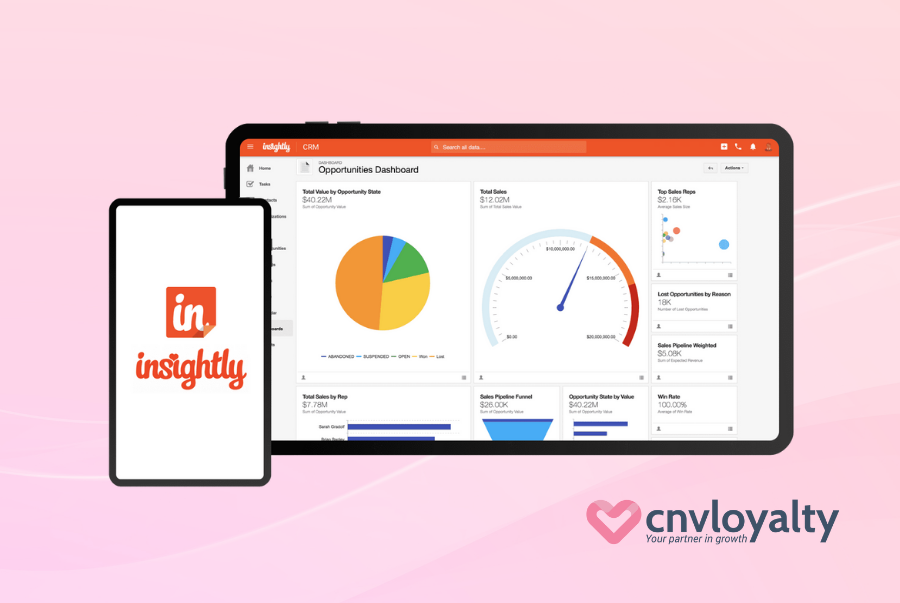 insightly CRM
Search all data...
Home
Tasks
DASHBOARD
Opportunities Dashboard
Actions
Total Value by Opportunity State
$40.22M
Sum of Opportunity Value
ABANDONED SUSPENDED OPEN Won Lost
Total Sales
$12.02M
Sum of Total Sales Value
$0.00
$5,000,000.00
$10,000,000.00
$15,000,000.00
$20,000,000.00
Top Sales Reps
$2.16K
Average Sales Size
Lost Opportunities by Reason
18K
Number of Lost Opportunities
Sales Pipeline Weighted
$5.08K
Sum of Expected Revenue
Total Sales by Rep
$7.78M
Sum of Opportunity Value
Sales Pipeline Funnel
$26.00K
Sum of Opportunity Value
Opportunity State by Value
$40.22M
Sum of Opportunity Value
Win Rate
100.00%
Average of Win Rate
in
insightly
cnvloyalty
Your partner in growth